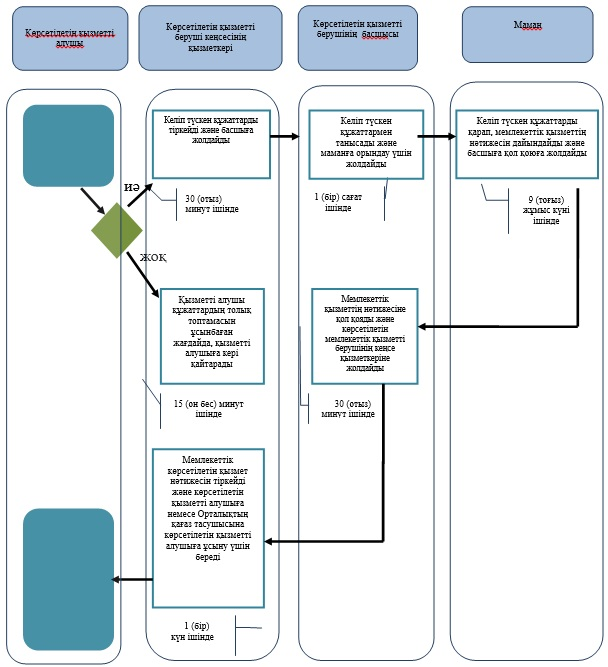 Көрсетілетін қызметті
алушы
Көрсетілетін қызметті
беруші кеңсесінің
қызметкері
Көрсетілетін қызметті
берушінің басшысы
Маман
Келіп түскен құжаттарды
тіркейді және басшыға
жолдайды
Келіп түскен
құжаттармен
танысады және
маманға орындау үшін
жолдайды
Келіп түскен құжаттарды
қарап, мемлекеттік қызметтің
нәтижесін дайындайды және
басшыға қол қоюға жолдайды
иә
30 (отыз)
минут ішінде
1 (бір) сағат
ішінде
9 (тоғыз)
жұмыс күні
ішінде
жоқ
Қызметті алушы
құжаттардың толық
топтамасын
ұсынбаған
жағдайда, қызметті
алушыға кері
қайтарады
Мемлекеттік
қызметтің нәтижесіне
қол қояды және
көрсетілетін
мемлекеттік қызметті
берушінің кеңсе
қызметкеріне
жолдайды
15 (он бес) минут
ішінде
30 (отыз)
минут ішінде
Мемлекеттік
көрсетілетін қызмет
нәтижесін тіркейді
және көрсетілетін
қызметті алушыға
немесе Орталықтың
қағаз тасушысына
көрсетілетін қызметті
алушыға ұсыну үшін
береді
1 (бір)
күн ішінде